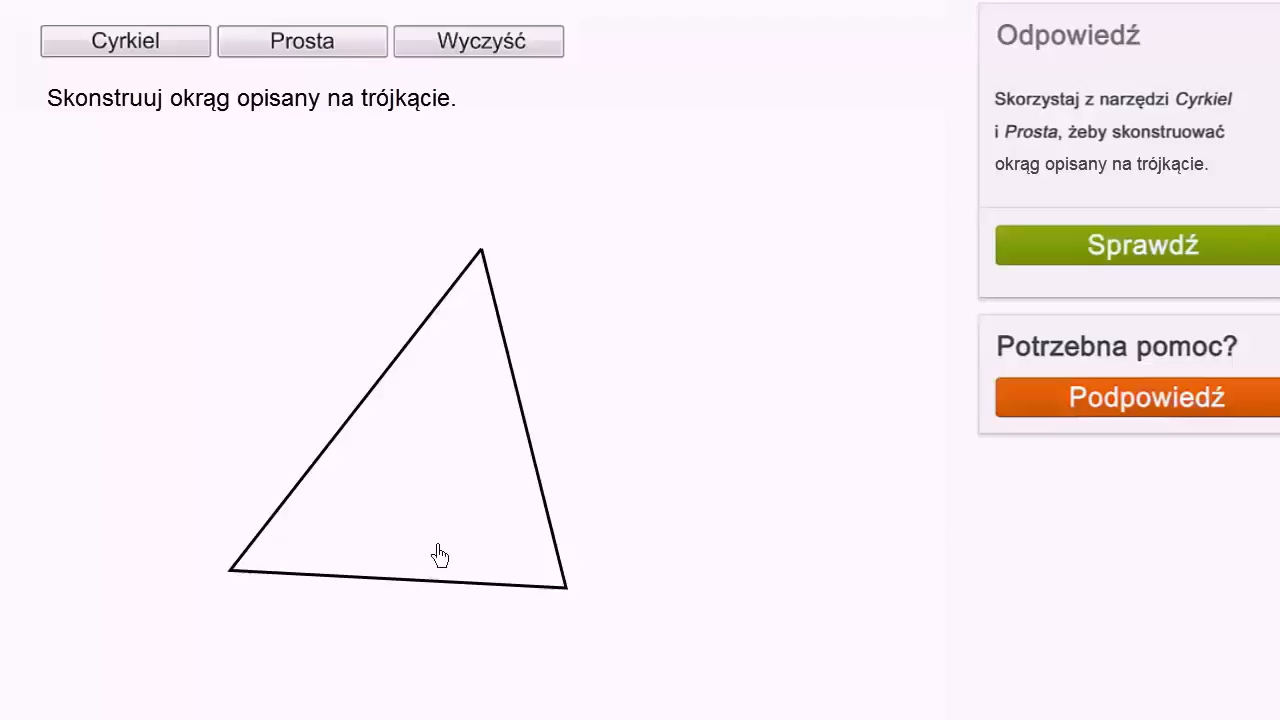 Cyrkiel Prosta Wyczyść
Skonstruuj okrąg opisany na trójkącie.
Odpowiedź
Skorzystaj z narzędzi Cyrkiel
i Prosta, żeby skonstruować
okrąg opisany na trójkącie.
Sprawdź
Potrzebna pomoc?
Podpowiedź